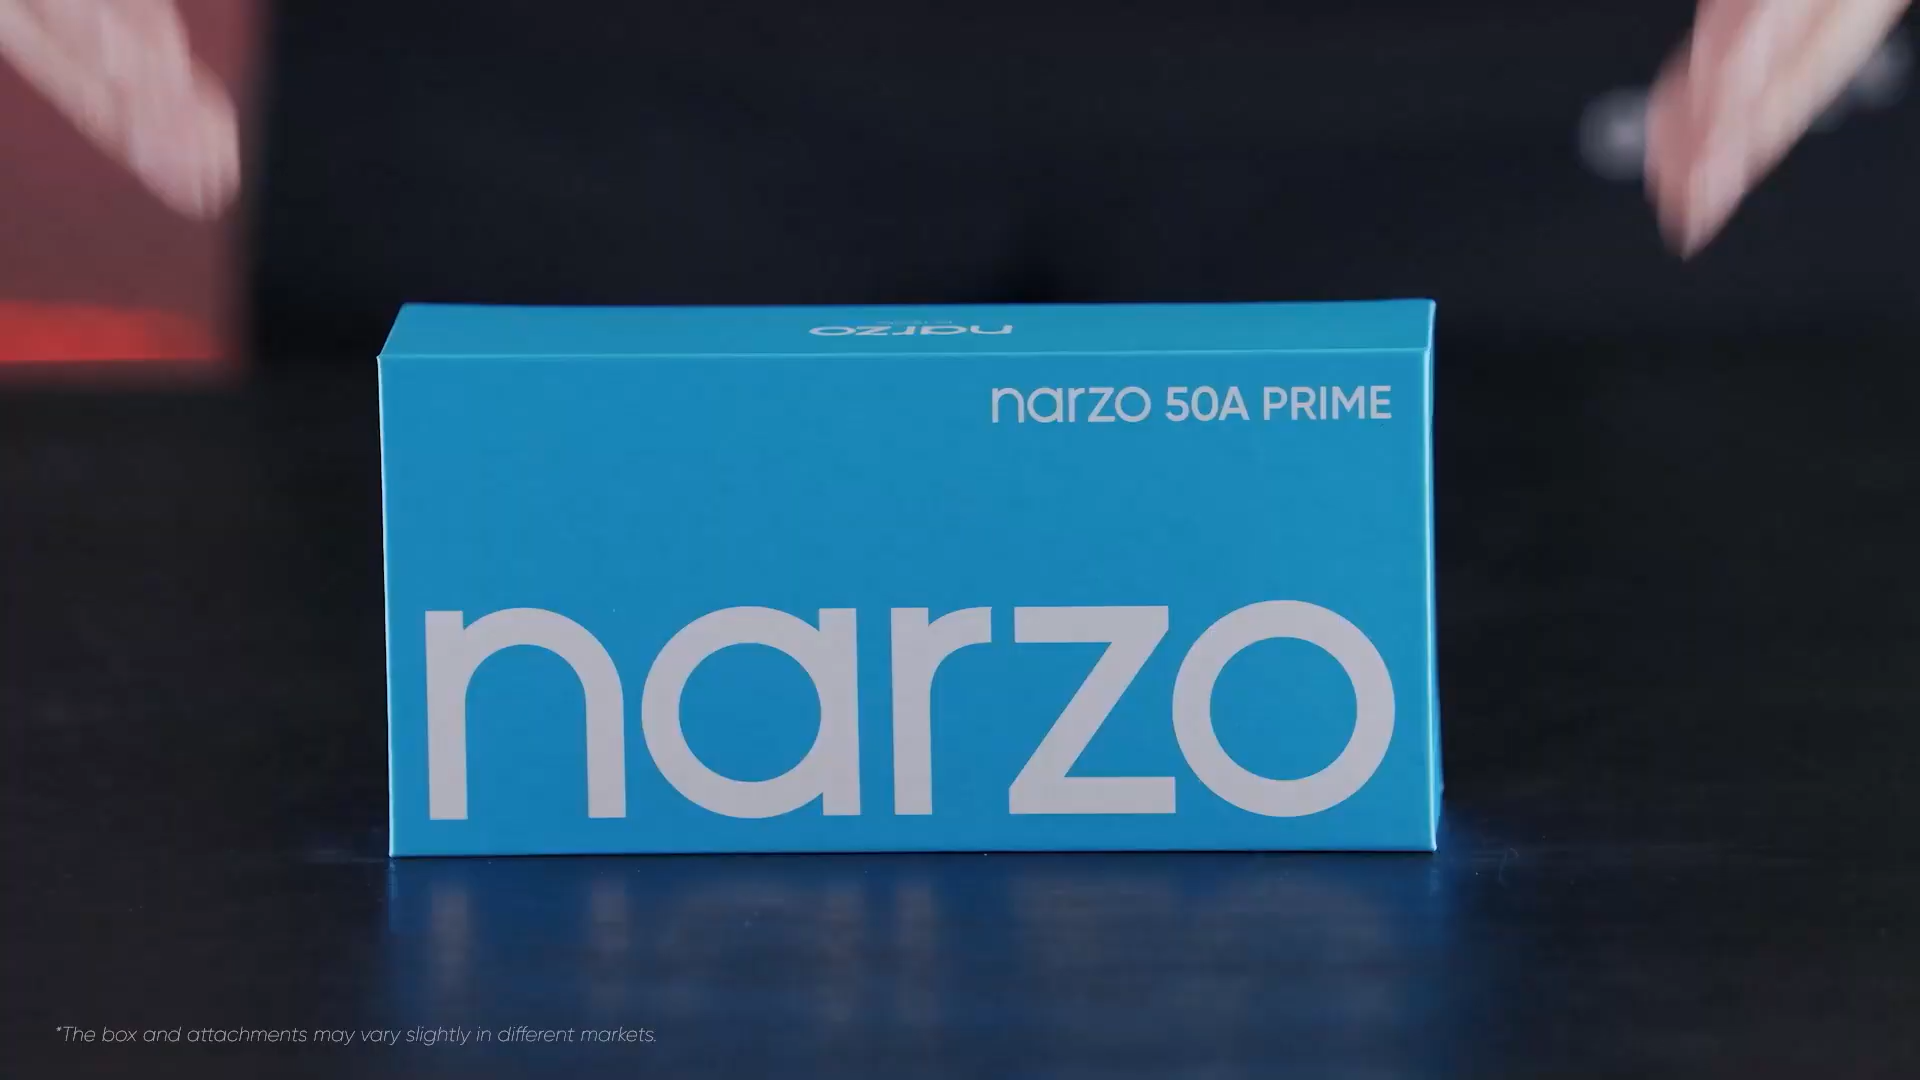 narzo
narzo 50A PRIME
narzo
*The box and attachments may vary slightly in different markets.